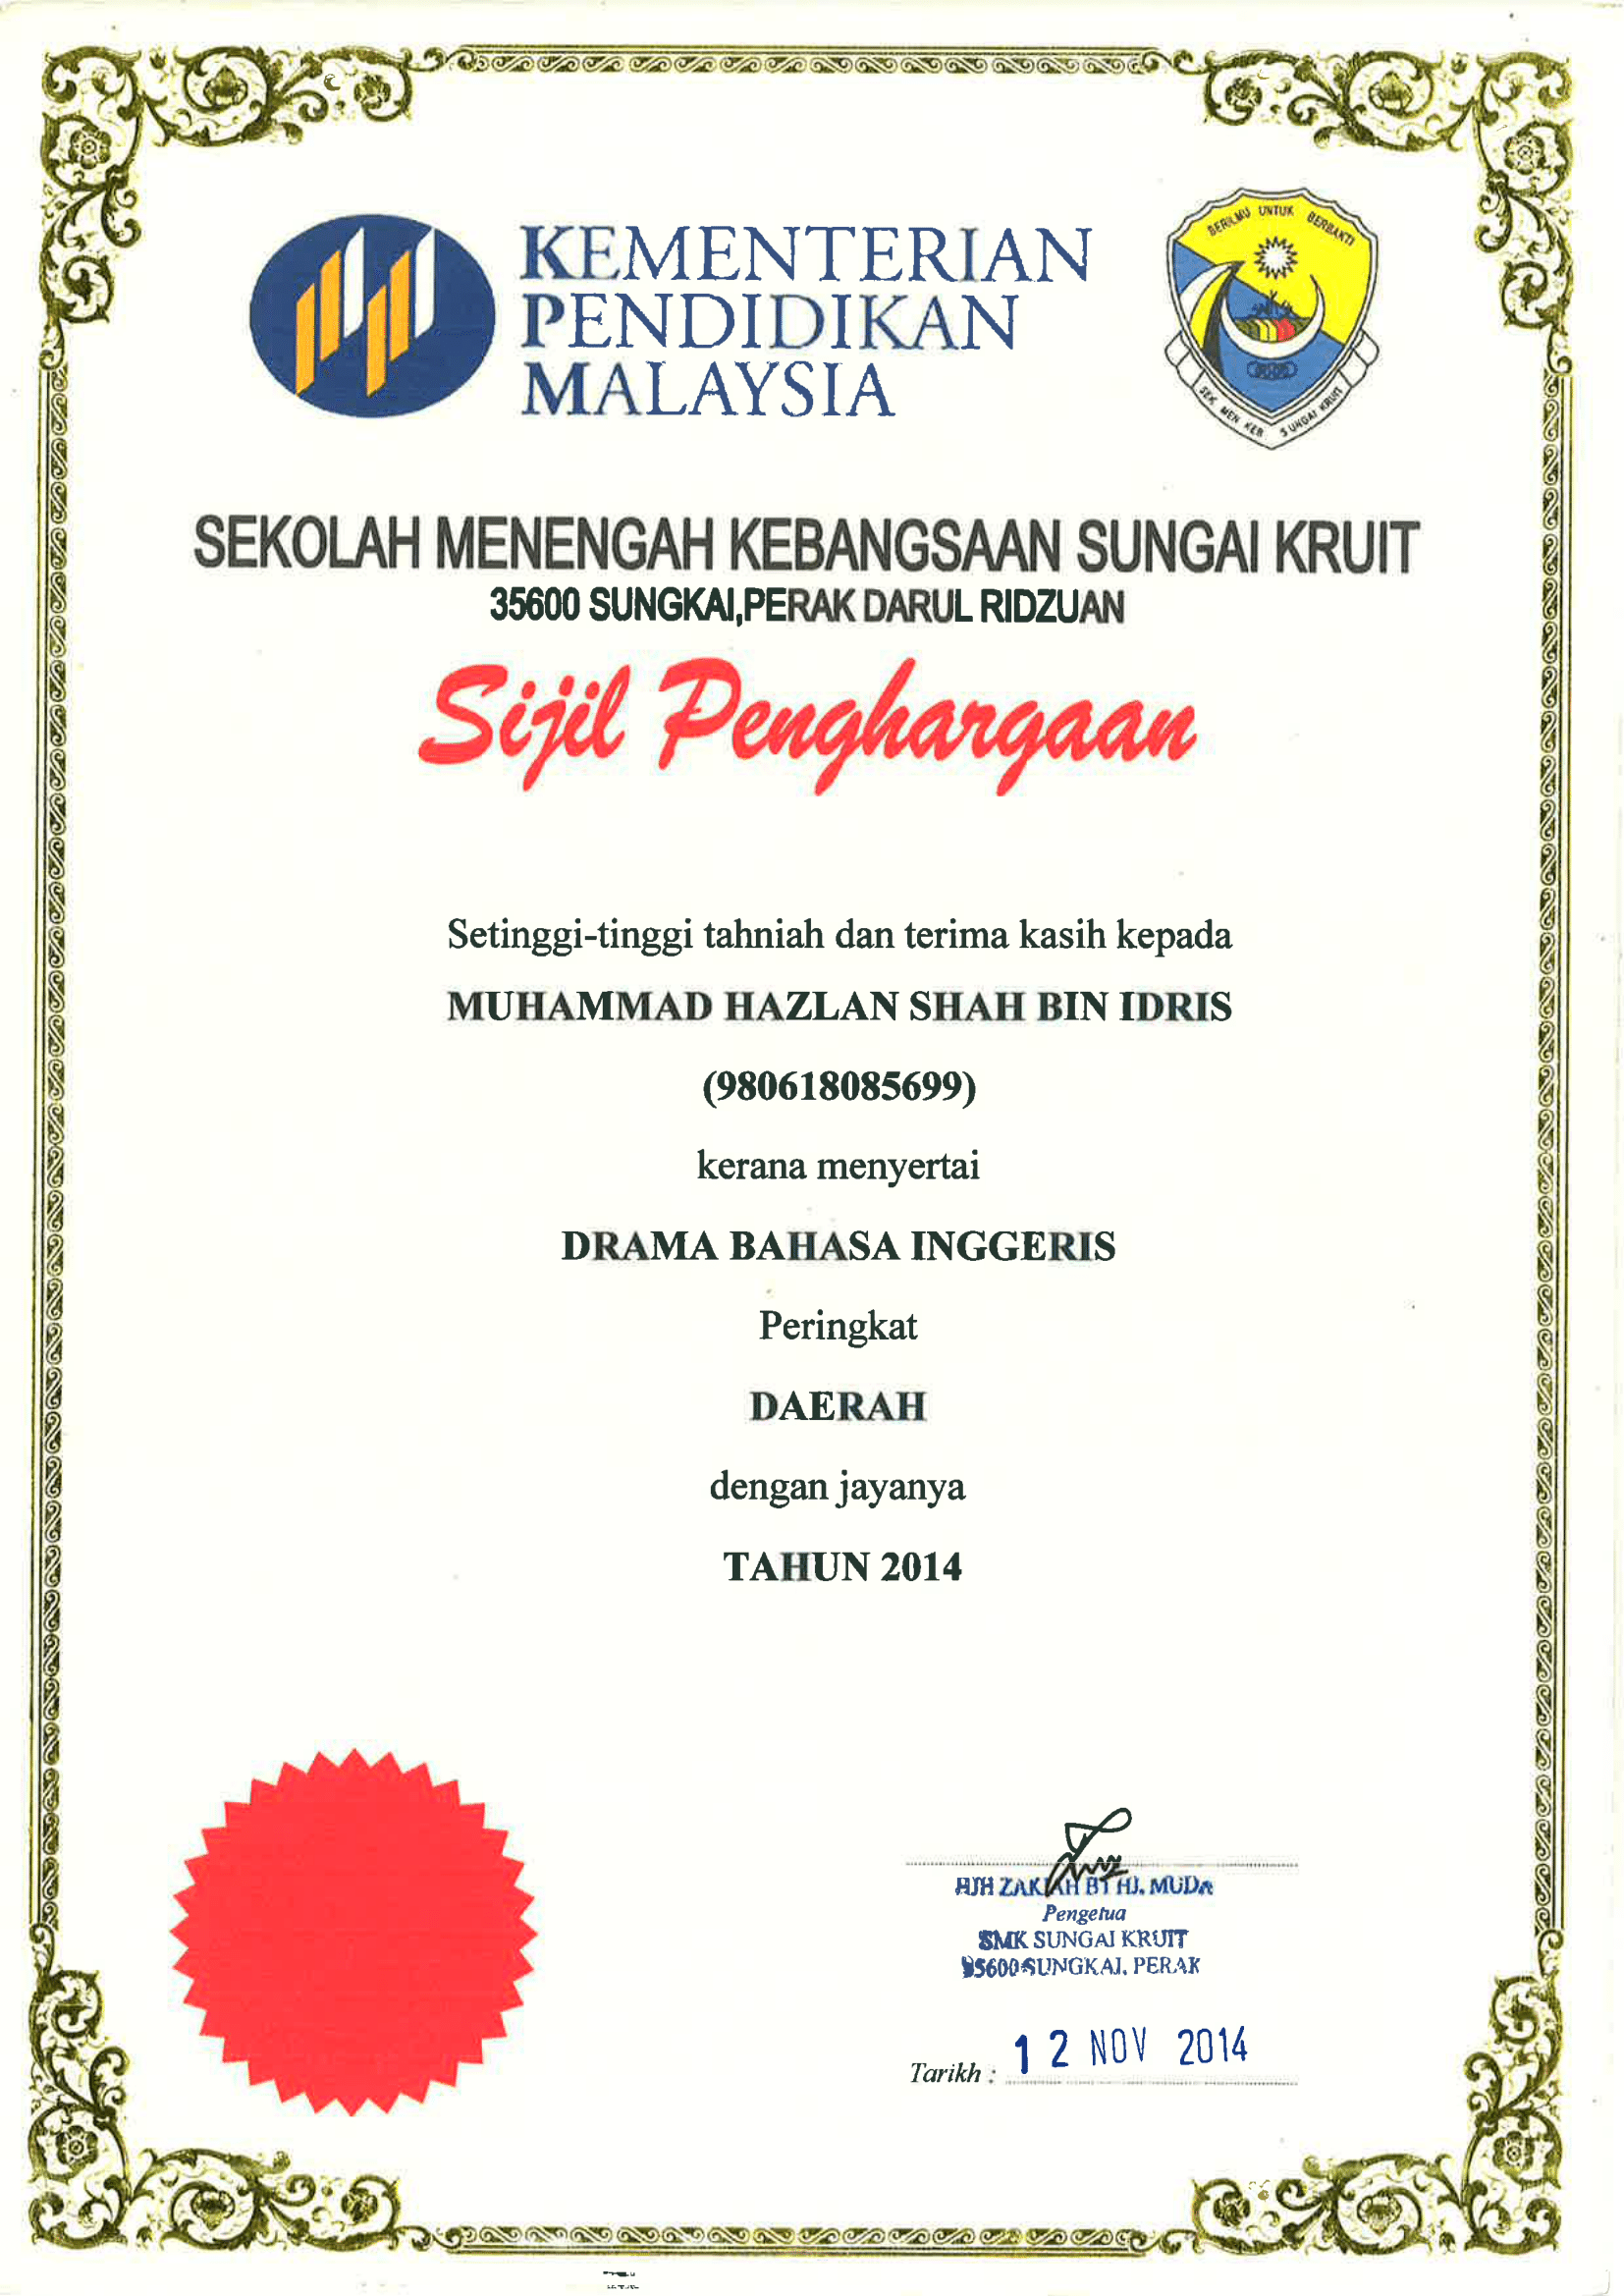 KEMENTERIAN
PENDIDIKAN
MALAYSIA
BERILMU UNTUK BERBAKTI
SEK MEN KEB SUNGAI KRUIT
SEKOLAH MENENGAH KEBANGSAAN SUNGAI KRUIT
35600 SUNGKAI,PERAK DARUL RIDZUAN
Sijil Penghargaan
Setinggi-tinggi tahniah dan terima kasih kepada
MUHAMMAD HAZLAN SHAH BIN IDRIS
(980618085699)
kerana menyertai
DRAMA BAHASA INGGERIS
Peringkat
DAERAH
dengan jayanya
TAHUN 2014
HJH ZAKIAH BT HJ. MUDA
Pengetua
SMK SUNGAI KRUIT
35600 SUNGKAI, PERAK
Tarikh : 12 NOV 2014